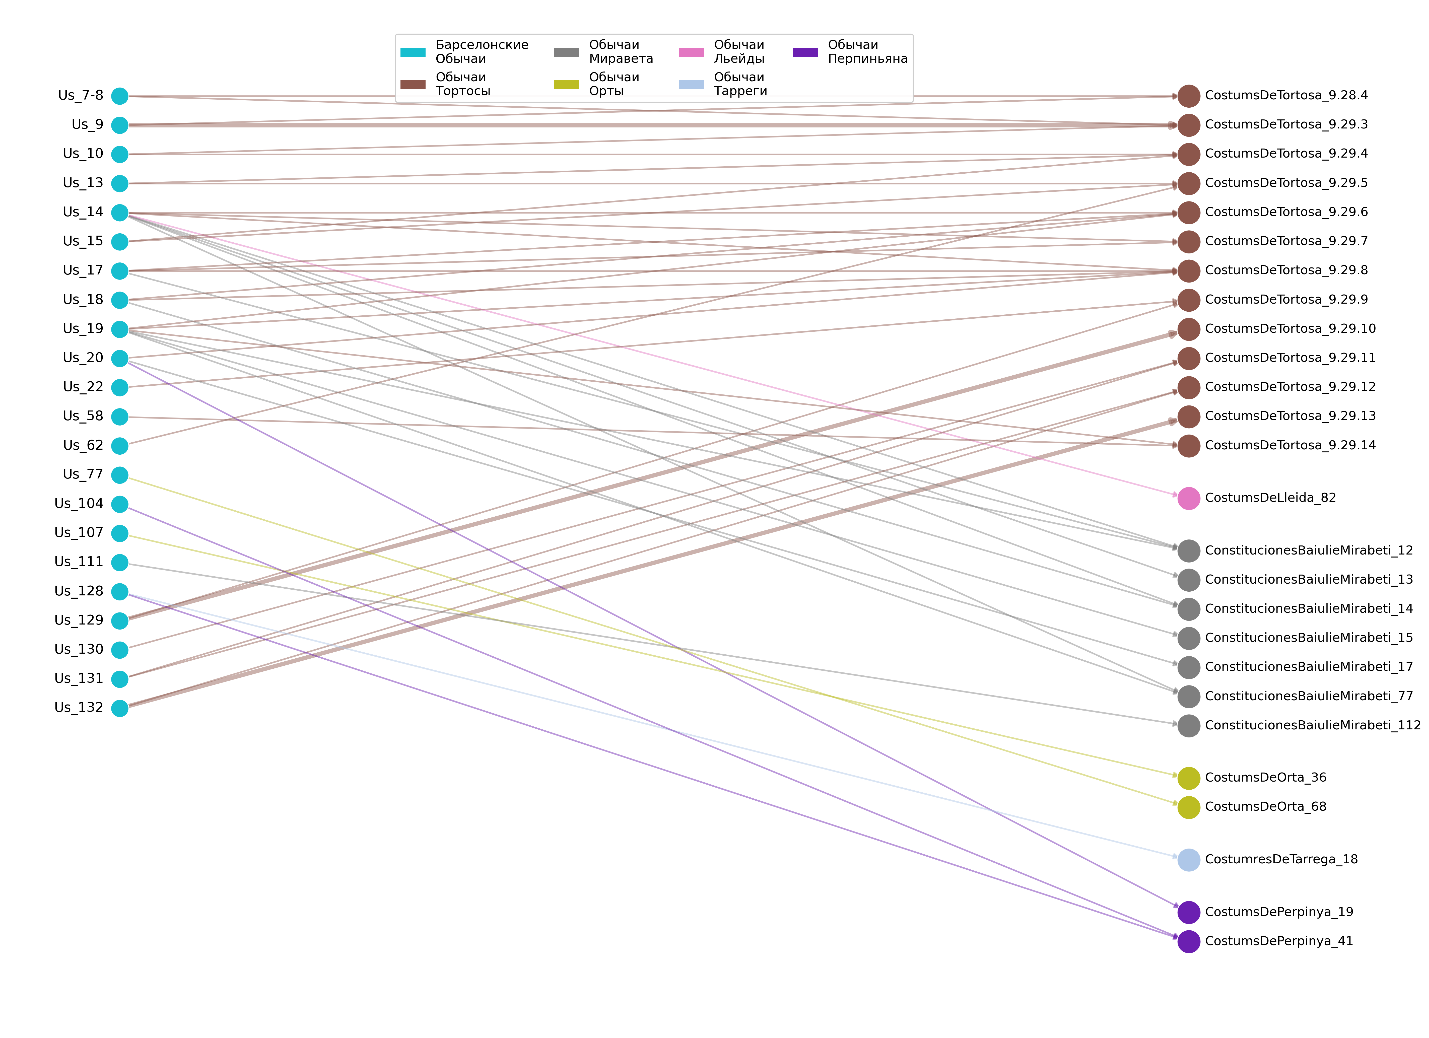 Барселонские
Обычаи
Обычаи
Тортосы
Обычаи
Миравета
Обычаи
Орты
Обычаи
Льейды
Обычаи
Тарреги
Обычаи
Перпиньяна
Us_7-8
Us_9
Us_10
Us_13
Us_14
Us_15
Us_17
Us_18
Us_19
Us_20
Us_22
Us_58
Us_62
Us_77
Us_104
Us_107
Us_111
Us_128
Us_129
Us_130
Us_131
Us_132
CostumsDeTortosa_9.28.4
CostumsDeTortosa_9.29.3
CostumsDeTortosa_9.29.4
CostumsDeTortosa_9.29.5
CostumsDeTortosa_9.29.6
CostumsDeTortosa_9.29.7
CostumsDeTortosa_9.29.8
CostumsDeTortosa_9.29.9
CostumsDeTortosa_9.29.10
CostumsDeTortosa_9.29.11
CostumsDeTortosa_9.29.12
CostumsDeTortosa_9.29.13
CostumsDeTortosa_9.29.14
CostumsDeLleida_82
ConstitucionesBaiulieMirabeti_12
ConstitucionesBaiulieMirabeti_13
ConstitucionesBaiulieMirabeti_14
ConstitucionesBaiulieMirabeti_15
ConstitucionesBaiulieMirabeti_17
ConstitucionesBaiulieMirabeti_77
ConstitucionesBaiulieMirabeti_112
CostumsDeOrta_36
CostumsDeOrta_68
CostumresDeTarrega_18
CostumsDePerpinya_19
CostumsDePerpinya_41